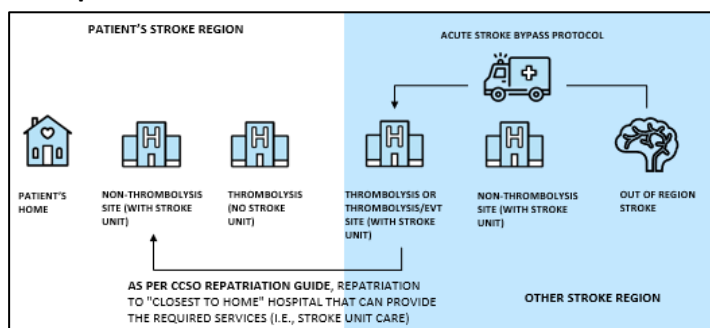 PATIENT'S STROKE REGION
ACUTE STROKE BYPASS PROTOCOL
H
H
H
H
PATIENT'S
HOME
NON-THROMBOLYSIS
SITE (WITH STROKE
UNIT)
THROMBOLYSIS
(NO STROKE
UNIT)
THROMBOLYSIS OR
THROMBOLYSIS/EVT
SITE (WITH STROKE
UNIT)
NON-THROMBOLYSIS
SITE (WITH STROKE
UNIT)
OUT OF REGION
STROKE
AS PER CCSO REPATRIATION GUIDE, REPATRIATION
TO "CLOSEST TO HOME" HOSPITAL THAT CAN PROVIDE
THE REQUIRED SERVICES (I.E., STROKE UNIT CARE)
OTHER STROKE REGION